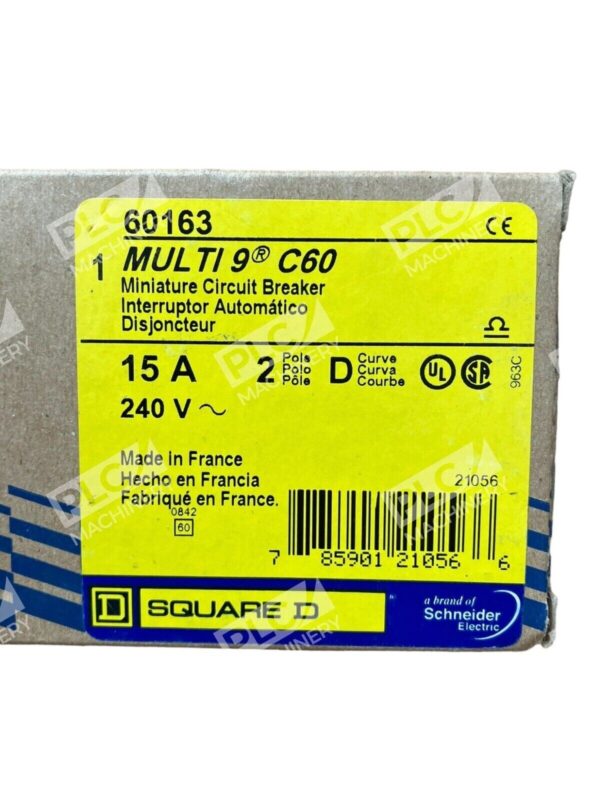 60163
CE
1 MULTI 9® C60
Miniature Circuit Breaker
Interruptor Automático
Disjoncteur
15 A 2 Pole Polo Pôle D Curve Curva Courbe UL SA 963C
240 V ~
Made in France
Hecho en Francia
Fabriqué en France.
0842
60
21056
7 85901 21056 6
D SQUARE D
a brand of
Schneider
Electric
PLC MACHINERY